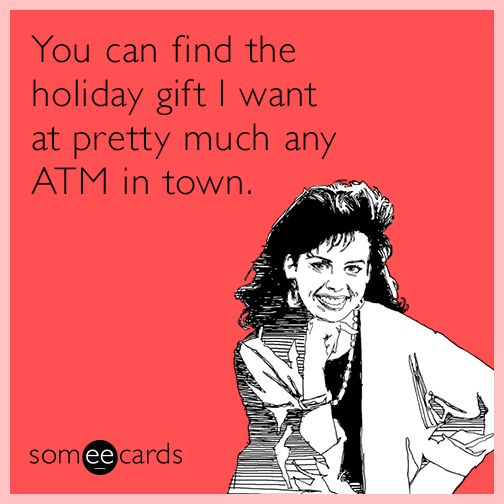 You can find the
holiday gift I want
at pretty much any
ATM in town.
someecards